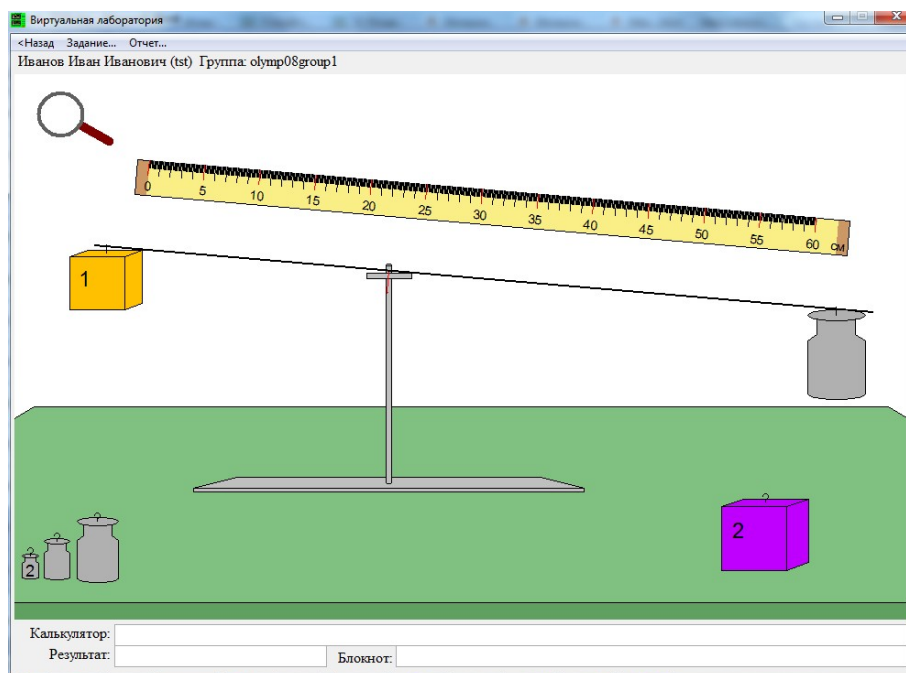 Виртуальная лаборатория
<Назад Задание... Отчет...
Иванов Иван Иванович (tst) Группа: olymp08group1
0 5 10 15 20 25 30 35 40 45 50 55 60 см
1
2
2
Калькулятор:
Результат: Блокнот: